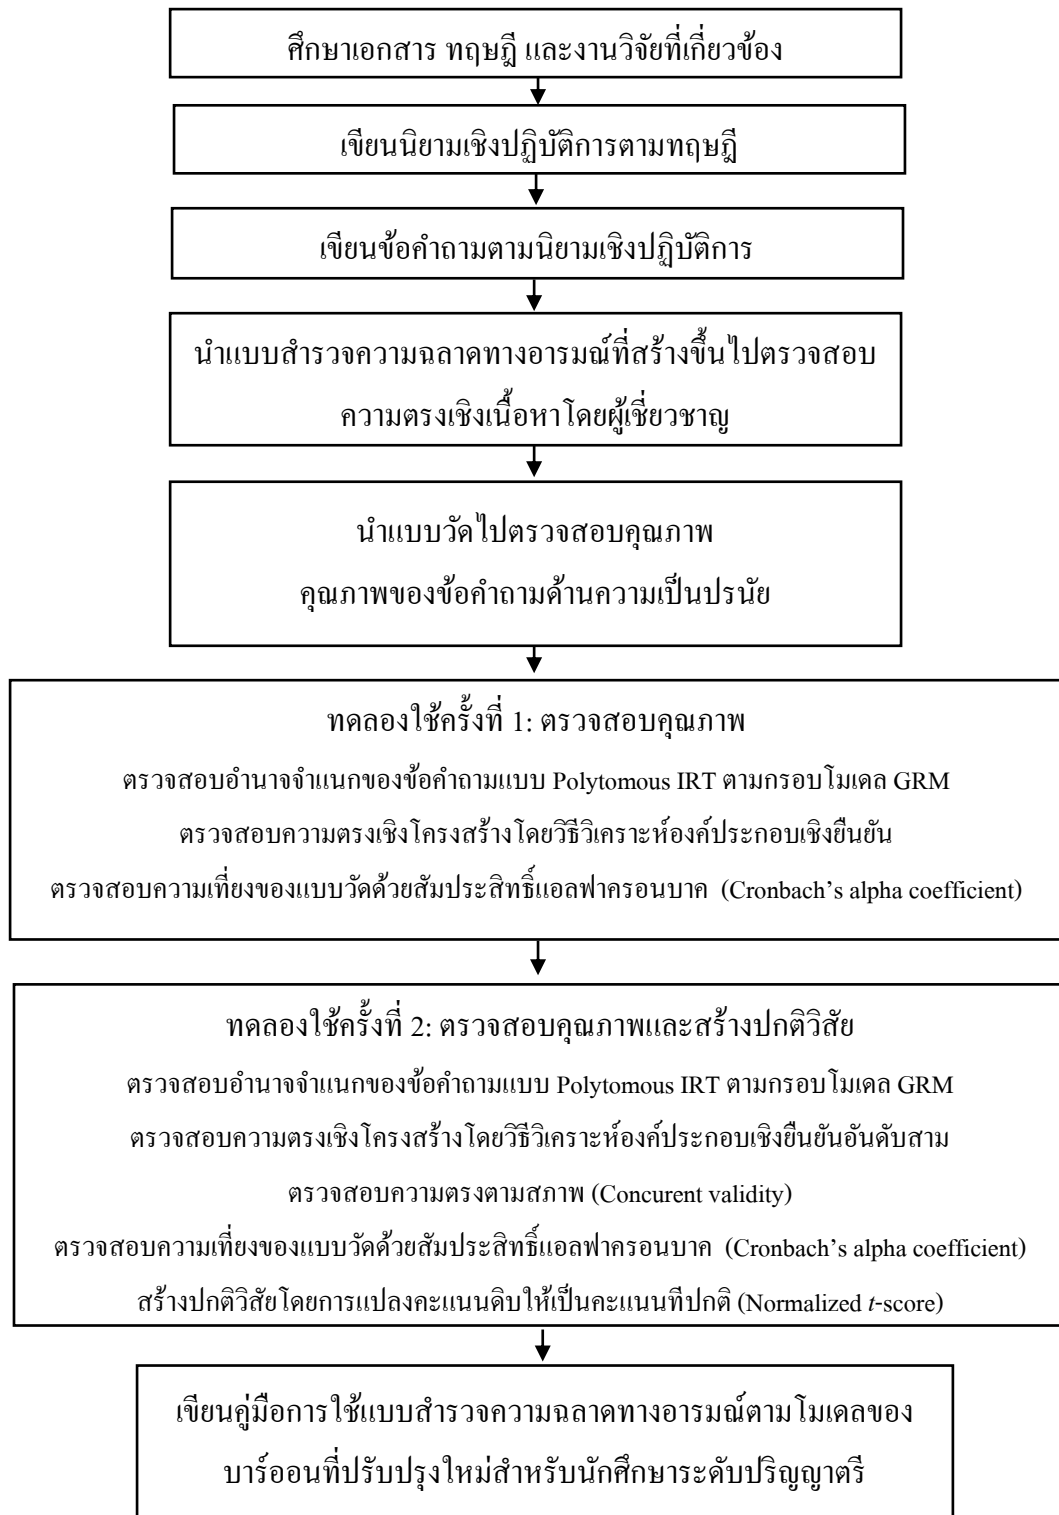 ศึกษาเอกสาร ทฤษฎี และงานวิจัยที่เกี่ยวข้อง
เขียนนิยามเชิงปฏิบัติการตามทฤษฎี
เขียนข้อคำถามตามนิยามเชิงปฏิบัติการ
นำแบบสำรวจความฉลาดทางอารมณ์ที่สร้างขึ้นไปตรวจสอบ
ความตรงเชิงเนื้อหาโดยผู้เชี่ยวชาญ
นำแบบวัดไปตรวจสอบคุณภาพ
คุณภาพของข้อคำถามด้านความเป็นปรนัย
ทดลองใช้ครั้งที่ 1: ตรวจสอบคุณภาพ
ตรวจสอบอำนาจจำแนกของข้อคำถามแบบ Polytomous IRT ตามกรอบโมเดล GRM
ตรวจสอบความตรงเชิงโครงสร้างโดยวิธีวิเคราะห์องค์ประกอบเชิงยืนยัน
ตรวจสอบความเที่ยงของแบบวัดด้วยสัมประสิทธิ์แอลฟาครอนบาค (Cronbach’s alpha coefficient)
ทดลองใช้ครั้งที่ 2: ตรวจสอบคุณภาพและสร้างปกติวิสัย
ตรวจสอบอำนาจจำแนกของข้อคำถามแบบ Polytomous IRT ตามกรอบโมเดล GRM
ตรวจสอบความตรงเชิงโครงสร้างโดยวิธีวิเคราะห์องค์ประกอบเชิงยืนยันอันดับสาม
ตรวจสอบความตรงตามสภาพ (Concurent validity)
ตรวจสอบความเที่ยงของแบบวัดด้วยสัมประสิทธิ์แอลฟาครอนบาค (Cronbach’s alpha coefficient)
สร้างปกติวิสัยโดยการแปลงคะแนนดิบให้เป็นคะแนนทีปกติ (Normalized t-score)
เขียนคู่มือการใช้แบบสำรวจความฉลาดทางอารมณ์ตามโมเดลของ
บาร์ออนที่ปรับปรุงใหม่สำหรับนักศึกษาระดับปริญญาตรี